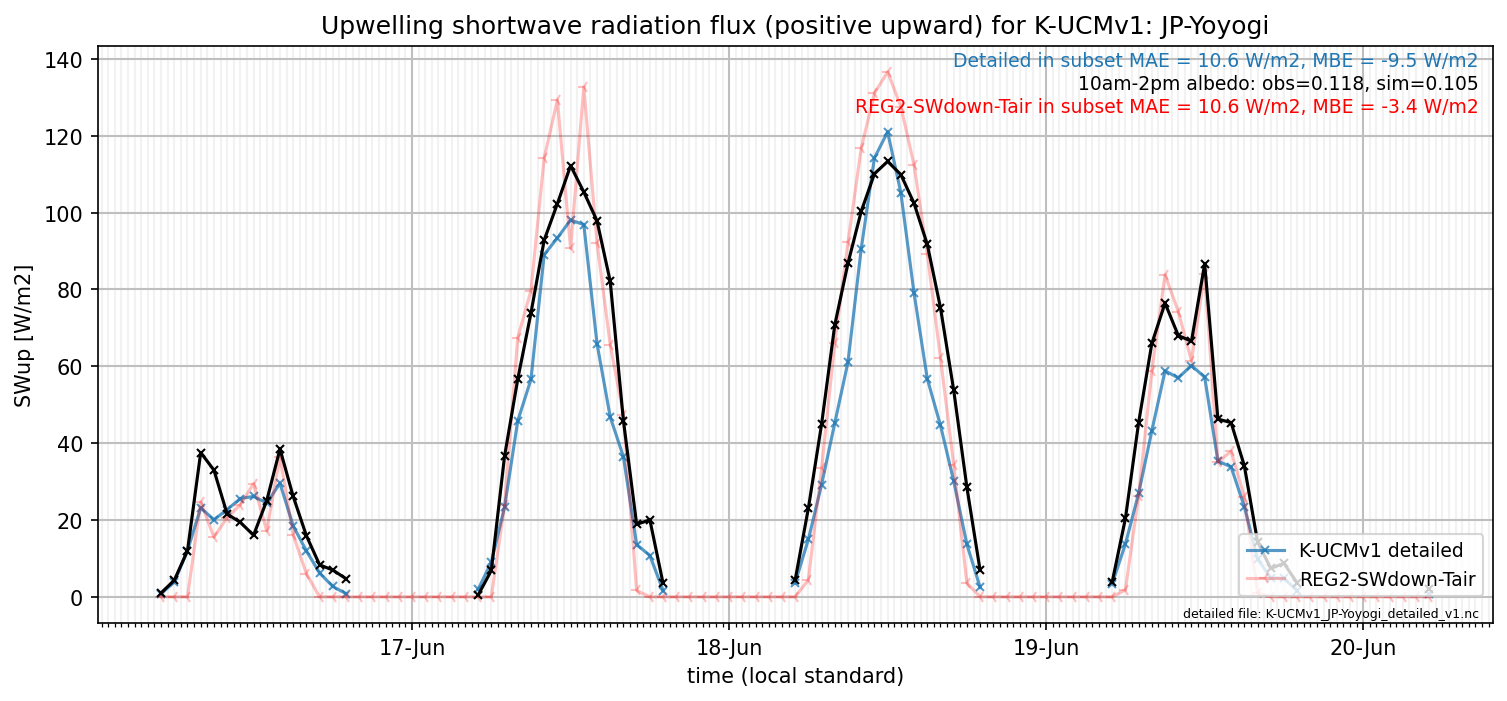 Upwelling shortwave radiation flux (positive upward) for K-UCMv1: JP-Yoyogi
Detailed in subset MAE = 10.6 W/m2, MBE = -9.5 W/m2
10am-2pm albedo: obs=0.118, sim=0.105
REG2-SWdown-Tair in subset MAE = 10.6 W/m2, MBE = -3.4 W/m2
140
120
100
80
60
40
20
0
SWup [W/m2]
K-UCMv1 detailed
REG2-SWdown-Tair
detailed file: K-UCMv1_JP-Yoyogi_detailed_v1.nc
17-Jun
18-Jun
19-Jun
20-Jun
time (local standard)